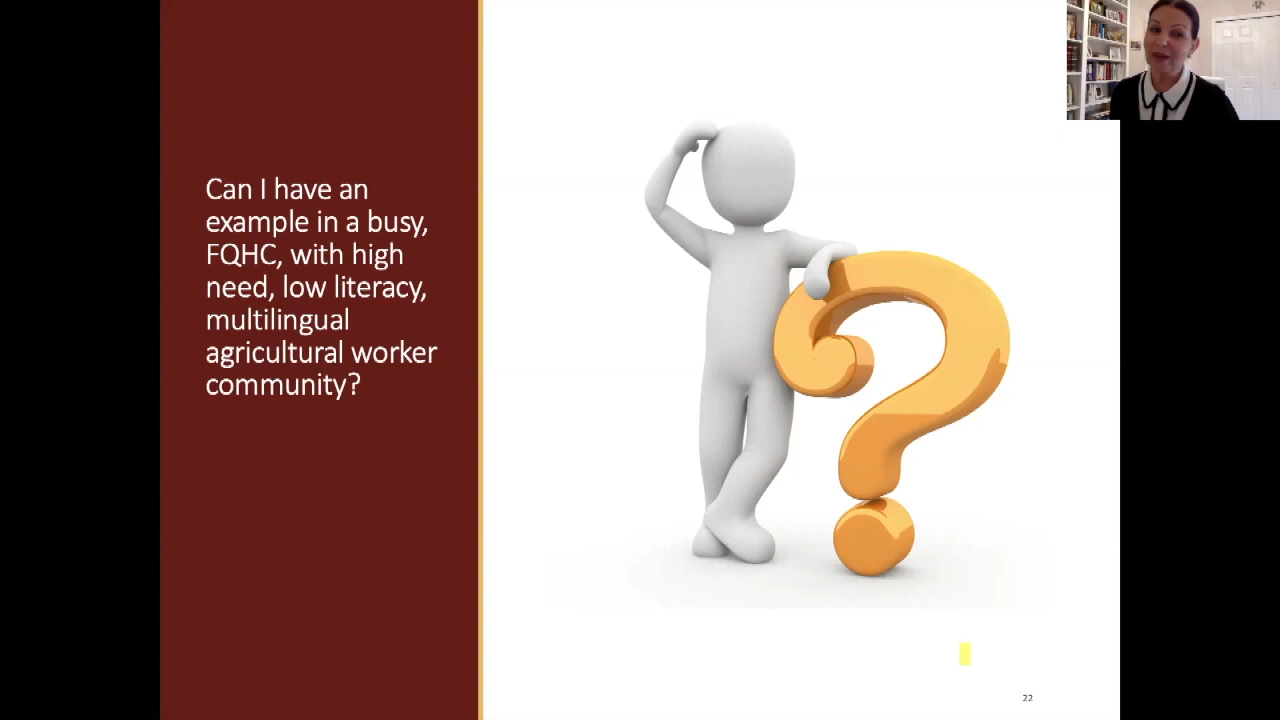 Can I have an
example in a busy,
FQHC, with high
need, low literacy,
multilingual
agricultural worker
community?
22